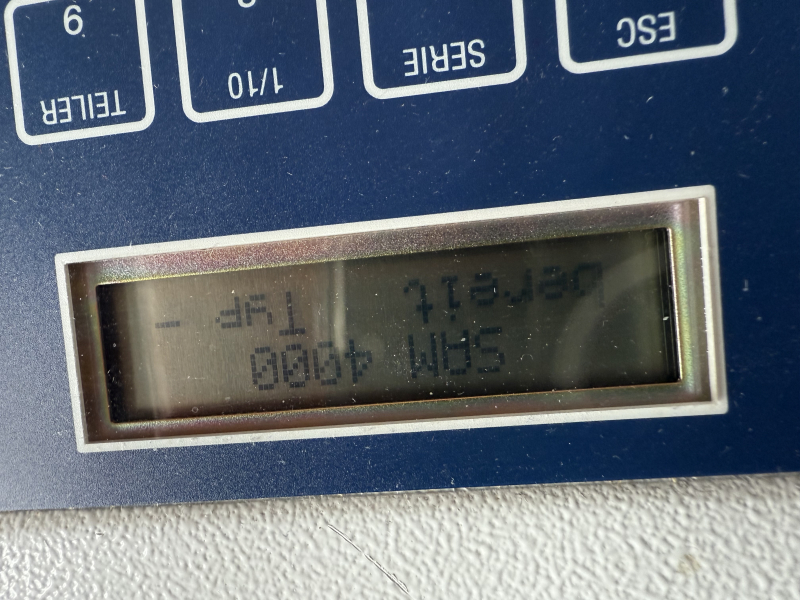 SAM 4000
bereit Typ -
ESC
SERIE
1/10
TEILER
9